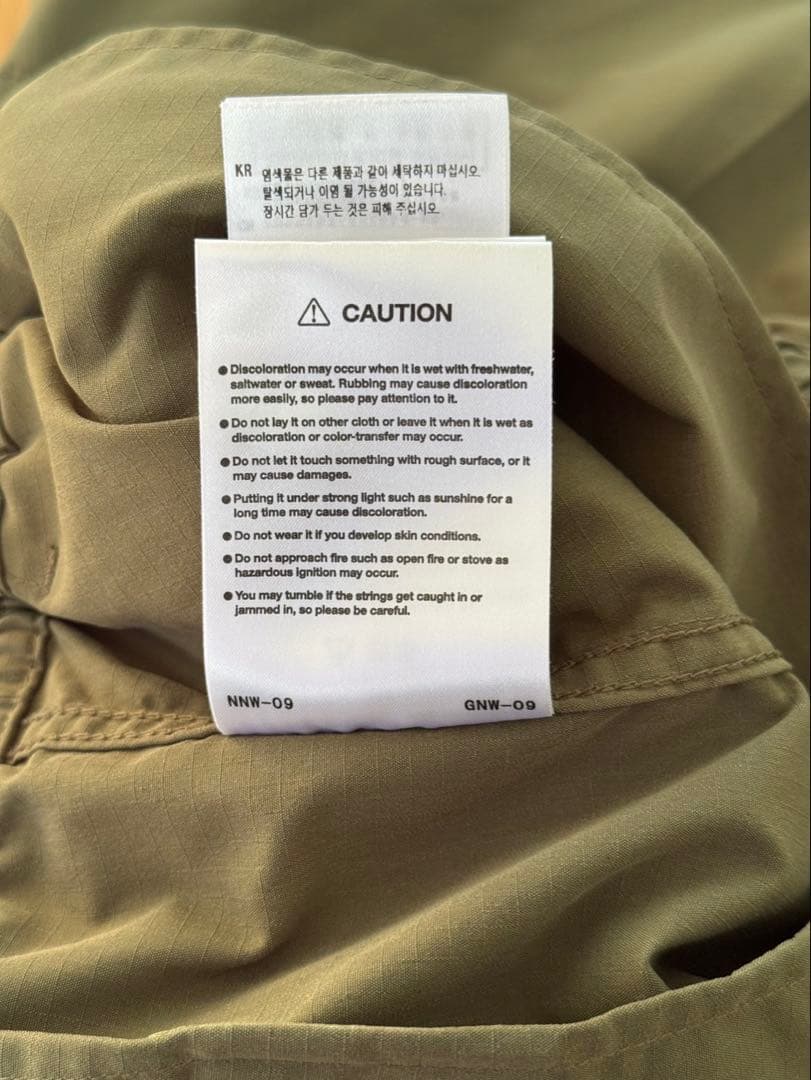 KR 염색물은 다른 제품과 같이 세탁하지 마십시오.
탈색되거나 이염 될 가능성이 있습니다.
장시간 담가 두는 것은 피해 주십시오.
⚠ CAUTION
● Discoloration may occur when it is wet with freshwater,
saltwater or sweat. Rubbing may cause discoloration
more easily, so please pay attention to it.
● Do not lay it on other cloth or leave it when it is wet as
discoloration or color-transfer may occur.
● Do not let it touch something with rough surface, or it
may cause damages.
● Putting it under strong light such as sunshine for a
long time may cause discoloration.
● Do not wear it if you develop skin conditions.
● Do not approach fire such as open fire or stove as
hazardous ignition may occur.
● You may tumble if the strings get caught in or
jammed in, so please be careful.
NNW-09 GNW-09